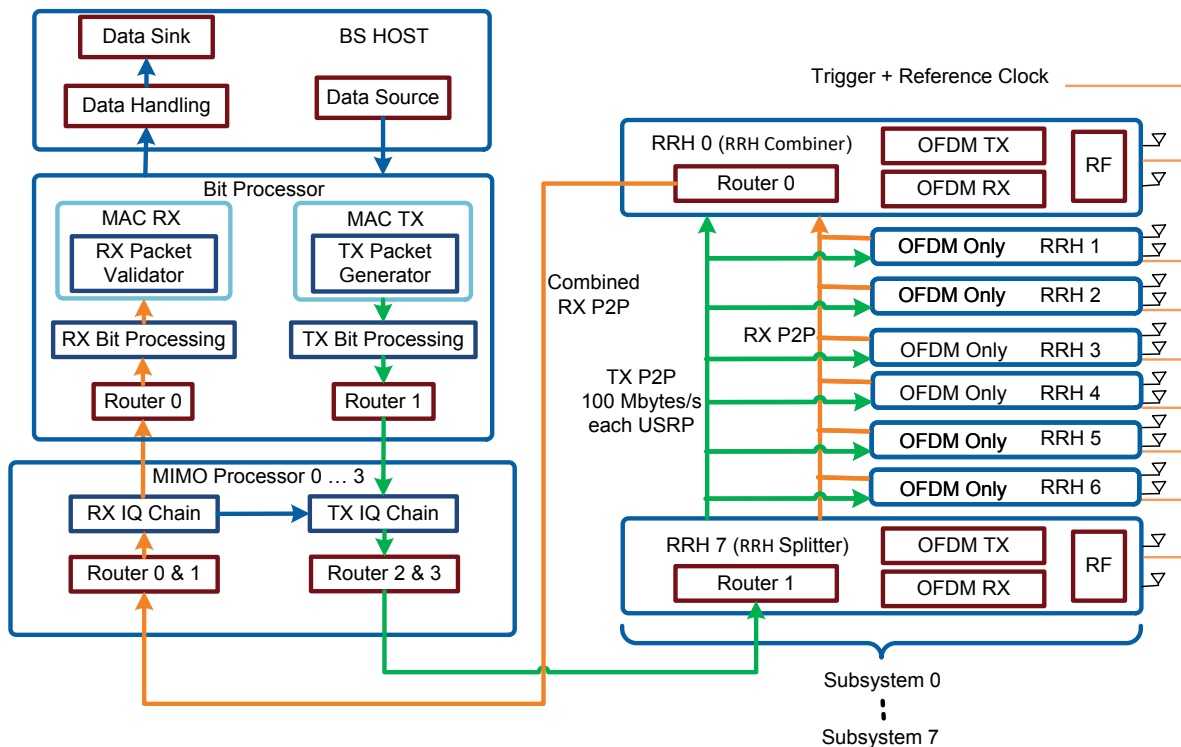 Data Sink
BS HOST
Data Handling
Data Source
Bit Processor
MAC RX
RX Packet
Validator
MAC TX
TX Packet
Generator
RX Bit Processing
TX Bit Processing
Router 0
Router 1
MIMO Processor 0 … 3
RX IQ Chain
TX IQ Chain
Router 0 & 1
Router 2 & 3
Combined
RX P2P
Trigger + Reference Clock
RRH 0 (RRH Combiner)
Router 0
OFDM TX
OFDM RX
RF
OFDM Only RRH 1
OFDM Only RRH 2
OFDM Only RRH 3
OFDM Only RRH 4
OFDM Only RRH 5
OFDM Only RRH 6
RX P2P
TX P2P
100 Mbytes/s
each USRP
RRH 7 (RRH Splitter)
Router 1
OFDM TX
OFDM RX
RF
Subsystem 0
Subsystem 7